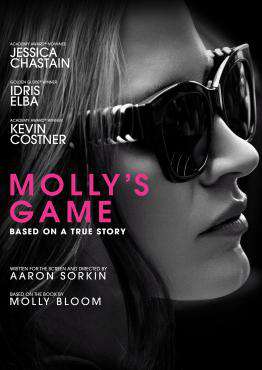 ACADEMY AWARD® NOMINEE
JESSICA
CHASTAIN
GOLDEN GLOBE® WINNER
IDRIS
ELBA
ACADEMY AWARD® WINNER
KEVIN
COSTNER
MOLLY'S
GAME
BASED ON A TRUE STORY
WRITTEN FOR THE SCREEN AND DIRECTED BY
AARON SORKIN
BASED ON THE BOOK BY
MOLLY BLOOM